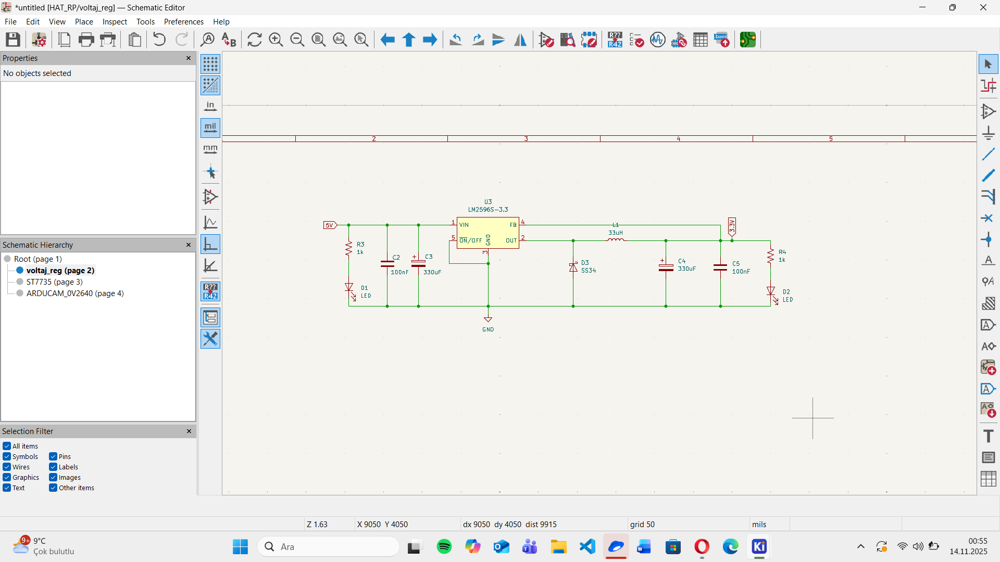 *untitled [HAT_RP/voltaj_reg] — Schematic Editor
File Edit View Place Inspect Tools Preferences Help
R?? R42
bom
Properties
No objects selected
in
mil
mm
R?? R42
Schematic Hierarchy
Root (page 1)
voltaj_reg (page 2)
ST7735 (page 3)
ARDUCAM_0V2640 (page 4)
Selection Filter
All items
Symbols Pins
Wires Labels
Graphics Images
Text Other items
2 3 4 5
U3
LM2596S-3.3
5V
1 VIN FB 4
5 ON/OFF GND OUT 2
3
L1
33uH
3.3V
R3
1k
C2
100nF
C3
330uF
D1
LED
D3
SS34
C4
330uF
C5
100nF
R4
1k
D2
LED
GND
Z 1.63 X 9050 Y 4050 dx 9050 dy 4050 dist 9915 grid 50 mils
9+
9°C
Çok bulutlu
Ara
Ki
00:55
14.11.2025